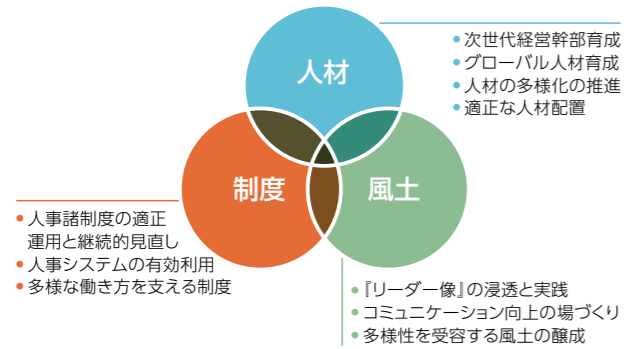 人材
• 次世代経営幹部育成
• グローバル人材育成
• 人材の多様化の推進
• 適正な人材配置
制度
風土
• 人事諸制度の適正
運用と継続的見直し
• 人事システムの有効利用
• 多様な働き方を支える制度
• 『リーダー像』の浸透と実践
• コミュニケーション向上の場づくり
• 多様性を受容する風土の醸成